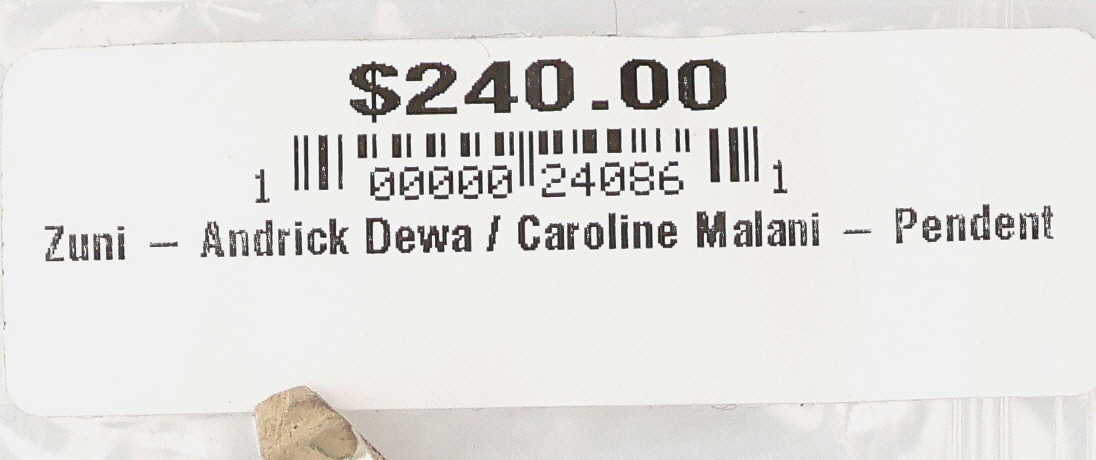 $240.00
1 00000 24086 1
Zuni – Andrick Dewa / Caroline Malani – Pendent